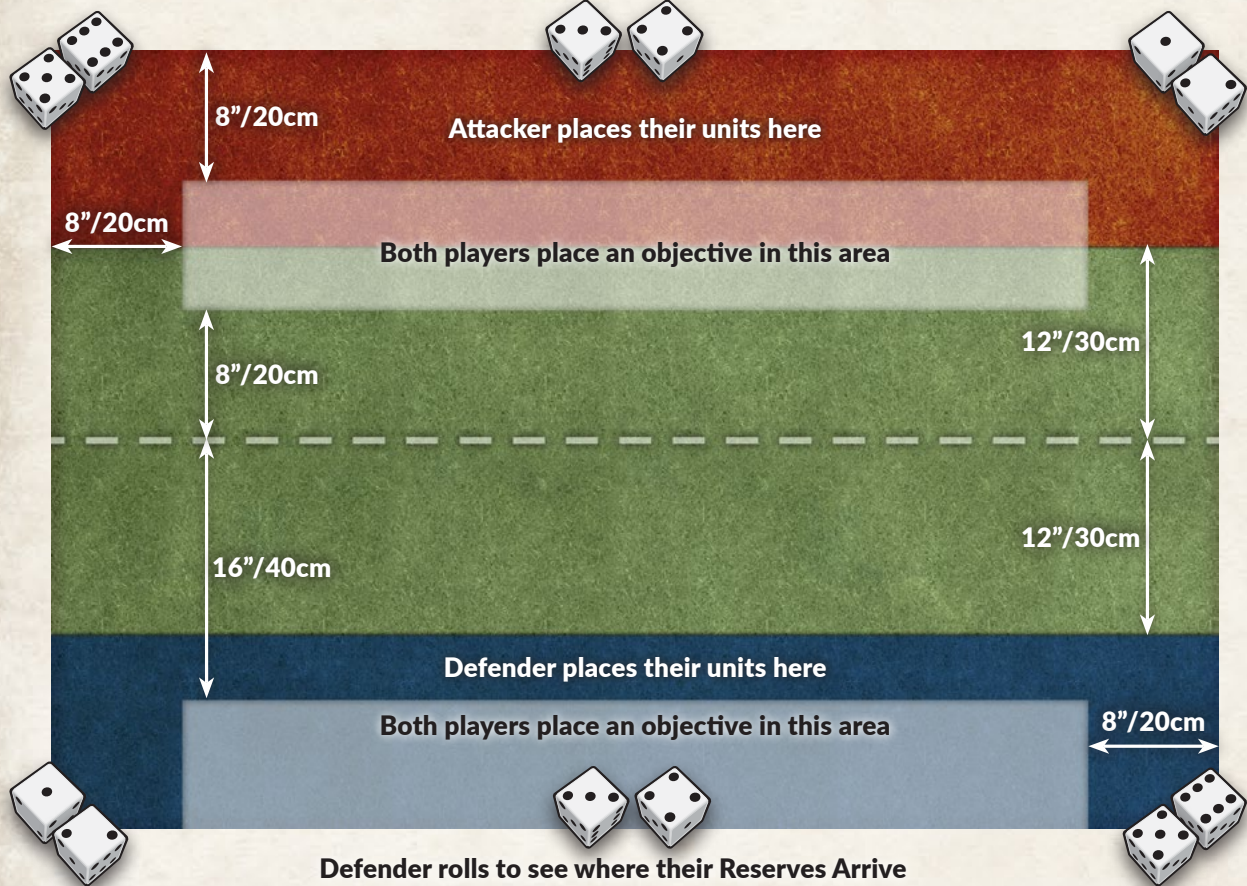 8”/20cm
Attacker places their units here
8”/20cm
Both players place an objective in this area
12”/30cm
8”/20cm
12”/30cm
16”/40cm
Defender places their units here
8”/20cm
Both players place an objective in this area
Defender rolls to see where their Reserves Arrive